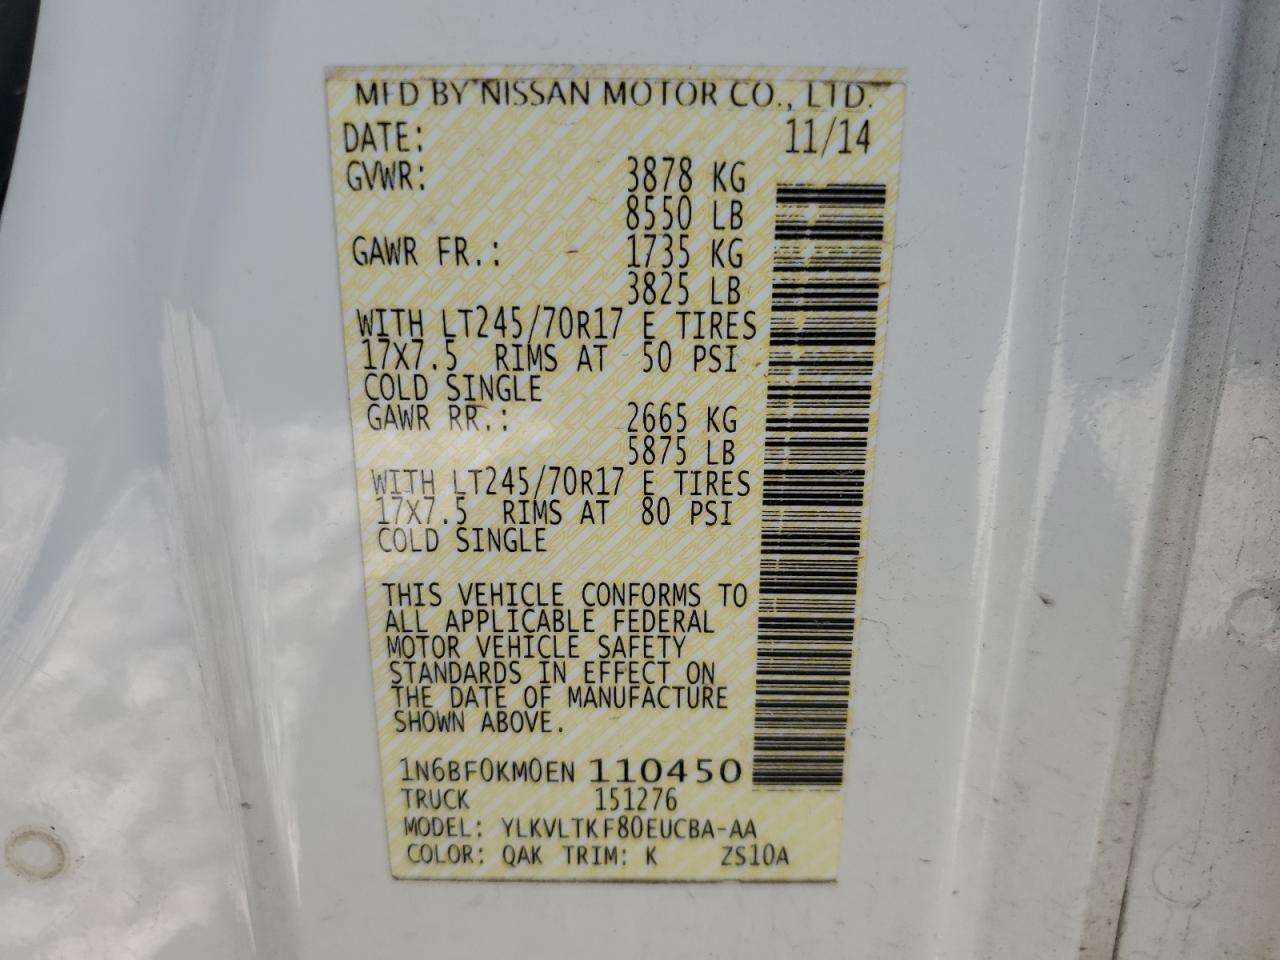 MFD BY NISSAN MOTOR CO., LTD.
DATE: 11/14
GVWR: 3878 KG
8550 LB
GAWR FR.: 1735 KG
3825 LB
WITH LT245/70R17 E TIRES
17X7.5 RIMS AT 50 PSI
COLD SINGLE
GAWR RR.: 2665 KG
5875 LB
WITH LT245/70R17 E TIRES
17X7.5 RIMS AT 80 PSI
COLD SINGLE
THIS VEHICLE CONFORMS TO
ALL APPLICABLE FEDERAL
MOTOR VEHICLE SAFETY
STANDARDS IN EFFECT ON
THE DATE OF MANUFACTURE
SHOWN ABOVE.
1N6BF0KM0EN 110450
TRUCK 151276
MODEL: YLKVLTKF80EUCBA-AA
COLOR: QAK TRIM: K ZS10A